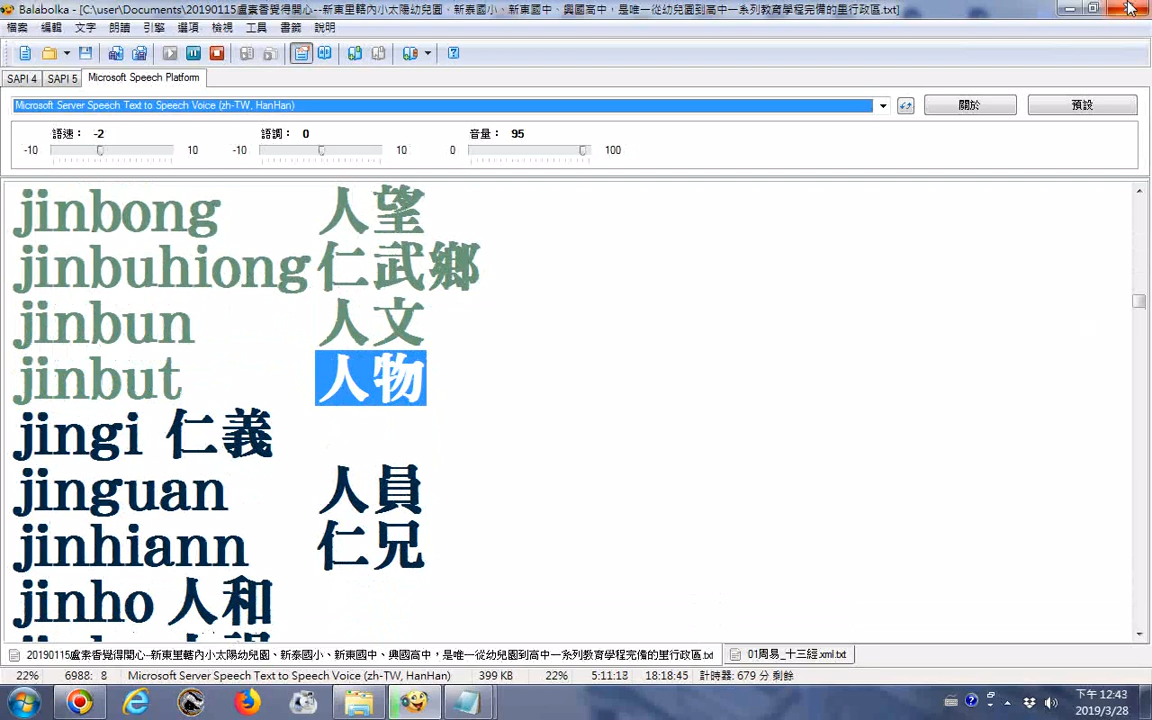 Balabolka - [C:\user\Documents\20190115盧素香覺得開心--新東里轄內小太陽幼兒園、新泰國小、新東國中、興國高中，是唯一從幼兒園到高中一系列教育學程完備的里行政區.txt]
檔案 編輯 文字 朗讀 引擎 選項 檢視 工具 書籤 說明
SAPI 4 SAPI 5 Microsoft Speech Platform
Microsoft Server Speech Text to Speech Voice (zh-TW, HanHan) 關於 預設
語速： -2 語調： 0 音量： 95
-10 10 -10 10 0 100
jinbong 人望
jinbuhiong 仁武鄉
jinbun 人文
jinbut 人物
jingi 仁義
jinguan 人員
jinhiann 仁兄
jinho 人和
20190115盧素香覺得開心--新東里轄內小太陽幼兒園、新泰國小、新東國中、興國高中，是唯一從幼兒園到高中一系列教育學程完備的里行政區.txt 01周易_十三經.xml.txt
22% 6988: 8 Microsoft Server Speech Text to Speech Voice (zh-TW, HanHan) 399 KB 22% 5:11:13 18:18:45 計時器: 679 分 剩餘
下午 12:43
2019/3/28